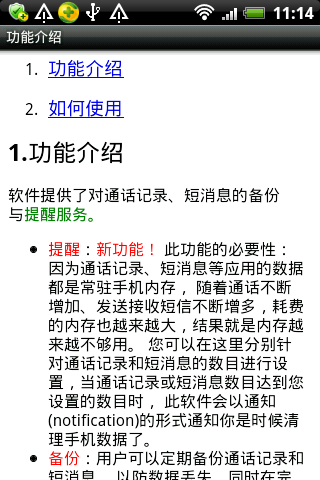 11:14
功能介绍
1. 功能介绍
2. 如何使用
1.功能介绍
软件提供了对通话记录、短消息的备份
与提醒服务。
提醒：新功能！ 此功能的必要性：
因为通话记录、短消息等应用的数据
都是常驻手机内存，随着通话不断
增加、发送接收短信不断增多，耗费
的内存也越来越大，结果就是内存越
来越不够用。 您可以在这里分别针
对通话记录和短消息的数目进行设
置，当通话记录或短消息数目达到您
设置的数目时， 此软件会以通知
(notification)的形式通知你是时候清
理手机数据了。
备份：用户可以定期备份通话记录和
短消息， 以防数据丢失，同时在完